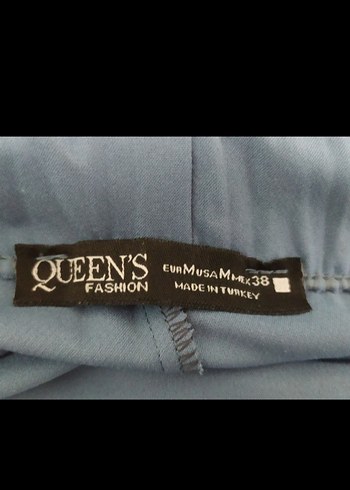 QUEEN'S
FASHION
EUR M USA M MEX 38
MADE IN TURKEY